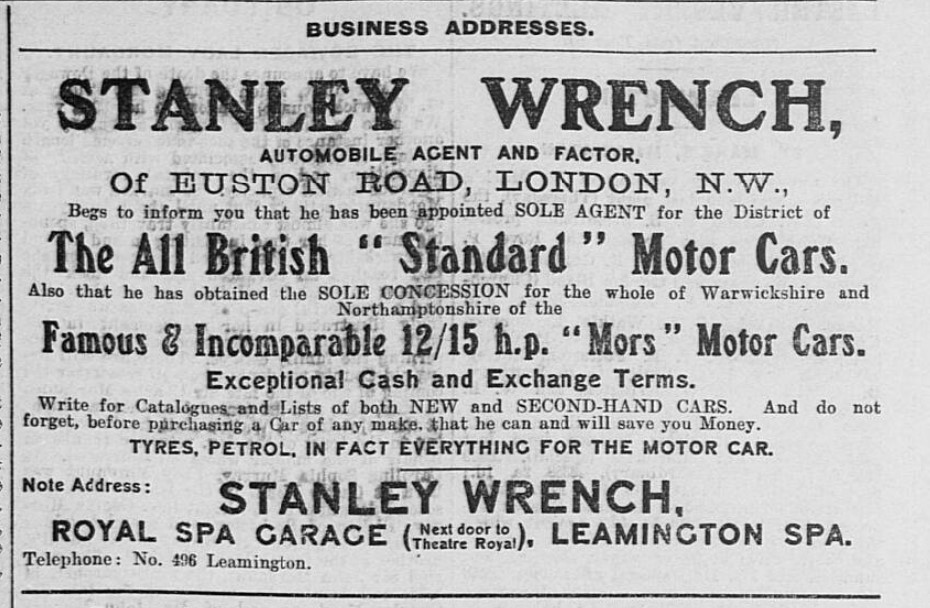 BUSINESS ADDRESSES.
STANLEY WRENCH,
AUTOMOBILE AGENT AND FACTOR,
Of EUSTON ROAD, LONDON, N.W.,
Begs to inform you that he has been appointed SOLE AGENT for the District of
The All British "Standard" Motor Cars.
Also that he has obtained the SOLE CONCESSION for the whole of Warwickshire and
Northamptonshire of the
Famous & Incomparable 12/15 h.p. "Mors" Motor Cars.
Exceptional Cash and Exchange Terms.
Write for Catalogues and Lists of both NEW and SECOND-HAND CARS. And do not
forget, before purchasing a Car of any make, that he can and will save you Money.
TYRES, PETROL, IN FACT EVERYTHING FOR THE MOTOR CAR.
Note Address: STANLEY WRENCH,
ROYAL SPA GARAGE (Next door to Theatre Royal), LEAMINGTON SPA.
Telephone: No. 496 Leamington.